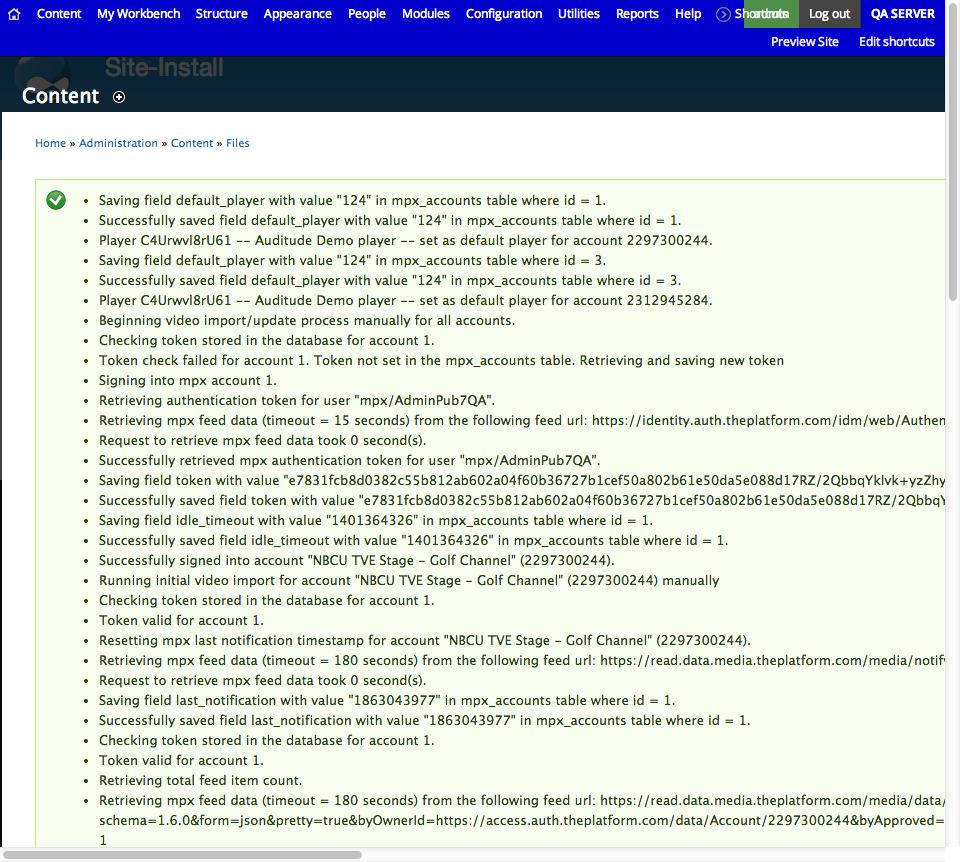 Content My Workbench Structure Appearance People Modules Configuration Utilities Reports Help Shortcuts admin Log out QA SERVER
Preview Site Edit shortcuts
Site-Install
Content
Home » Administration » Content » Files
Saving field default_player with value "124" in mpx_accounts table where id = 1.
Successfully saved field default_player with value "124" in mpx_accounts table where id = 1.
Player C4Urwvl8rU61 -- Auditude Demo player -- set as default player for account 2297300244.
Saving field default_player with value "124" in mpx_accounts table where id = 3.
Successfully saved field default_player with value "124" in mpx_accounts table where id = 3.
Player C4Urwvl8rU61 -- Auditude Demo player -- set as default player for account 2312945284.
Beginning video import/update process manually for all accounts.
Checking token stored in the database for account 1.
Token check failed for account 1. Token not set in the mpx_accounts table. Retrieving and saving new token
Signing into mpx account 1.
Retrieving authentication token for user "mpx/AdminPub7QA".
Retrieving mpx feed data (timeout = 15 seconds) from the following feed url: https://identity.auth.theplatform.com/idm/web/Authen
Request to retrieve mpx feed data took 0 second(s).
Successfully retrieved mpx authentication token for user "mpx/AdminPub7QA".
Saving field token with value "e7831fcb8d0382c55b812ab602a04f60b36727b1cef50a802b61e50da5e088d17RZ/2QbbqYklvk+yzZhy
Successfully saved field token with value "e7831fcb8d0382c55b812ab602a04f60b36727b1cef50a802b61e50da5e088d17RZ/2QbbqY
Saving field idle_timeout with value "1401364326" in mpx_accounts table where id = 1.
Successfully saved field idle_timeout with value "1401364326" in mpx_accounts table where id = 1.
Successfully signed into account "NBCU TVE Stage – Golf Channel" (2297300244).
Running initial video import for account "NBCU TVE Stage – Golf Channel" (2297300244) manually
Checking token stored in the database for account 1.
Token valid for account 1.
Resetting mpx last notification timestamp for account "NBCU TVE Stage – Golf Channel" (2297300244).
Retrieving mpx feed data (timeout = 180 seconds) from the following feed url: https://read.data.media.theplatform.com/media/notif
Request to retrieve mpx feed data took 0 second(s).
Saving field last_notification with value "1863043977" in mpx_accounts table where id = 1.
Successfully saved field last_notification with value "1863043977" in mpx_accounts table where id = 1.
Checking token stored in the database for account 1.
Token valid for account 1.
Retrieving total feed item count.
Retrieving mpx feed data (timeout = 180 seconds) from the following feed url: https://read.data.media.theplatform.com/media/data/
schema=1.6.0&form=json&pretty=true&byOwnerId=https://access.auth.theplatform.com/data/Account/2297300244&byApproved=
1